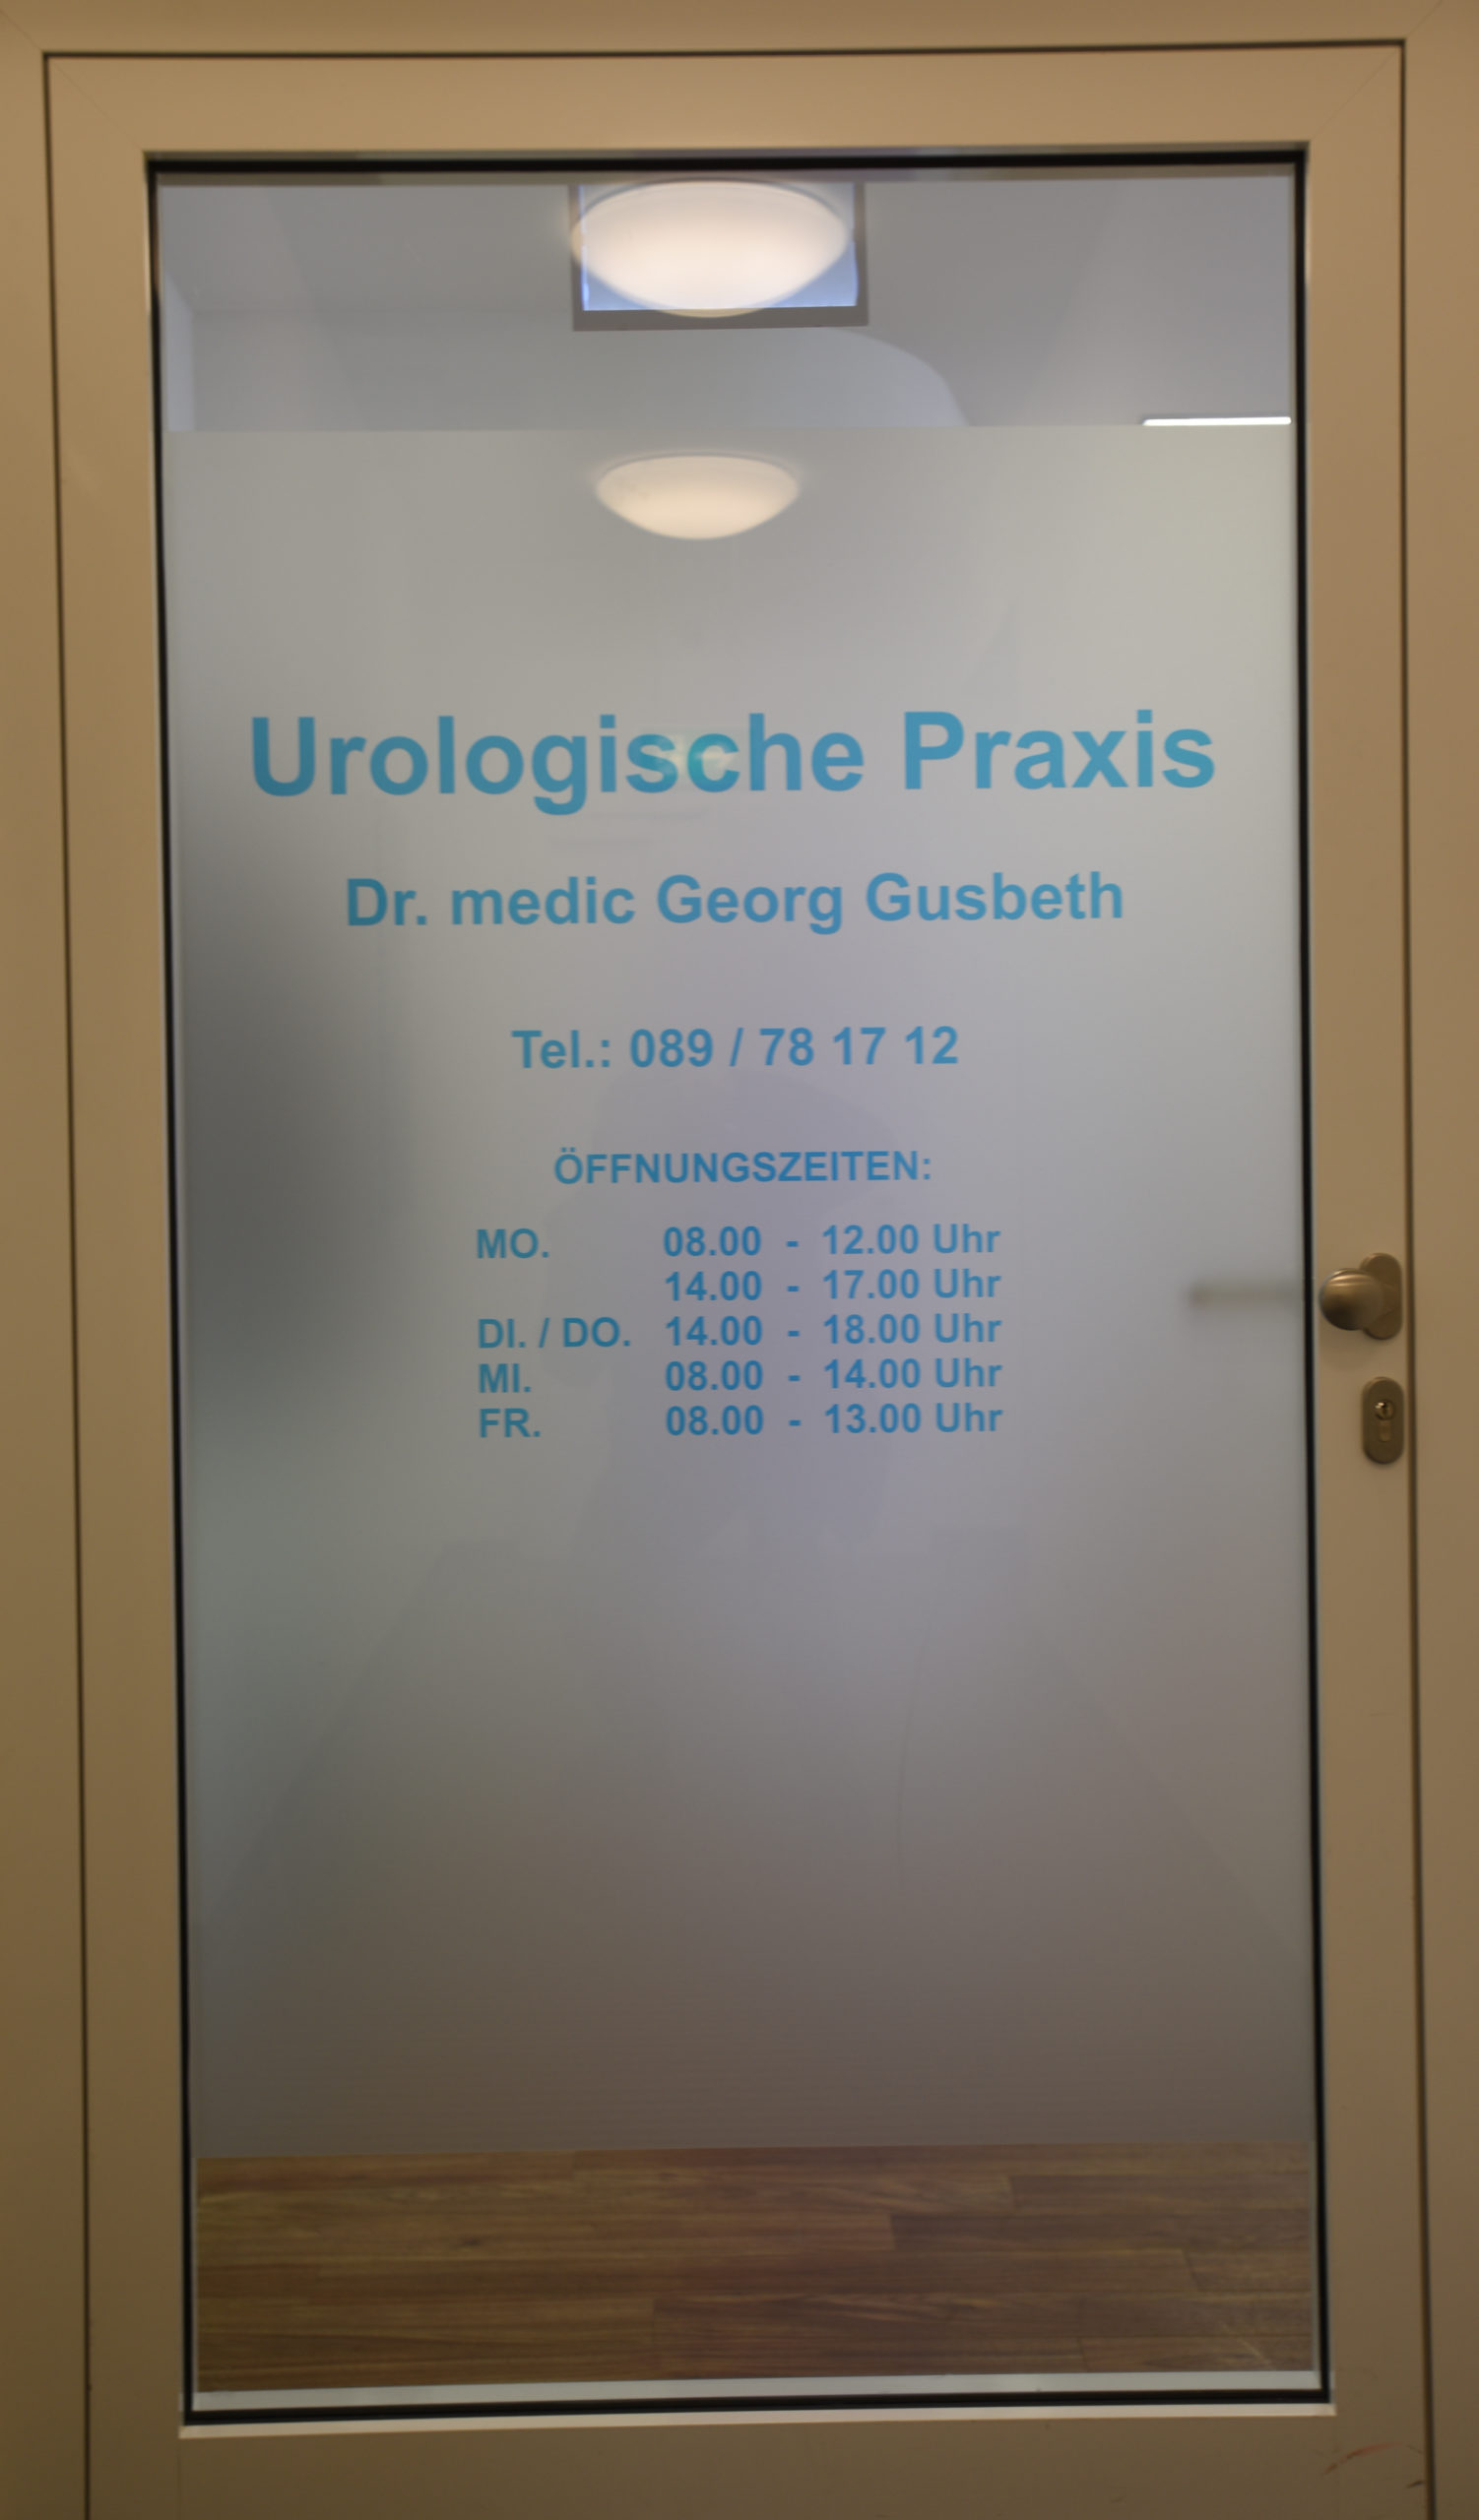 Urologische Praxis
Dr. medic Georg Gusbeth
Tel.: 089 / 78 17 12
ÖFFNUNGSZEITEN:
MO. 08.00 - 12.00 Uhr
14.00 - 17.00 Uhr
DI. / DO. 14.00 - 18.00 Uhr
MI. 08.00 - 14.00 Uhr
FR. 08.00 - 13.00 Uhr